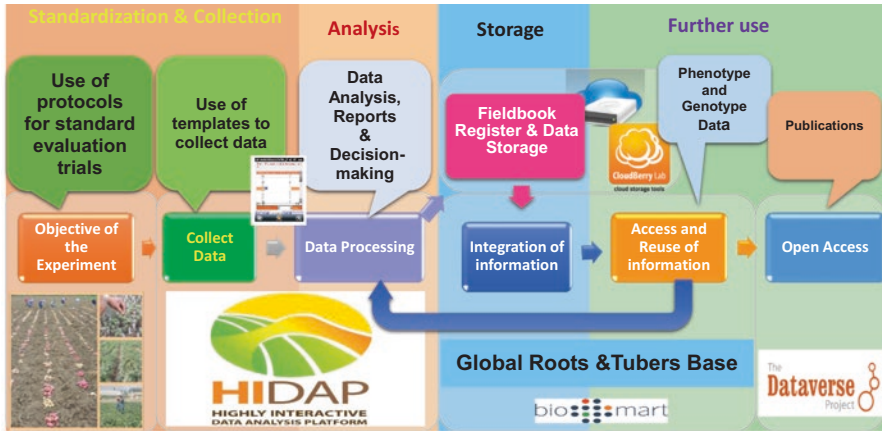 Standardization & Collection
Analysis
Storage
Further use
Use of
protocols
for standard
evaluation
trials
Use of
templates to
collect data
Data
Analysis,
Reports
&
Decision-
making
Fieldbook
Register & Data
Storage
CloudBerry Lab
cloud storage tools
Phenotype
and
Genotype
Data
Publications
Objective of
the
Experiment
Collect
Data
Data Processing
Integration of
information
Access and
Reuse of
information
Open Access
HIDAP
HIGHLY INTERACTIVE
DATA ANALYSIS PLATFORM
Global Roots &Tubers Base
bio mart
The
Dataverse
Project